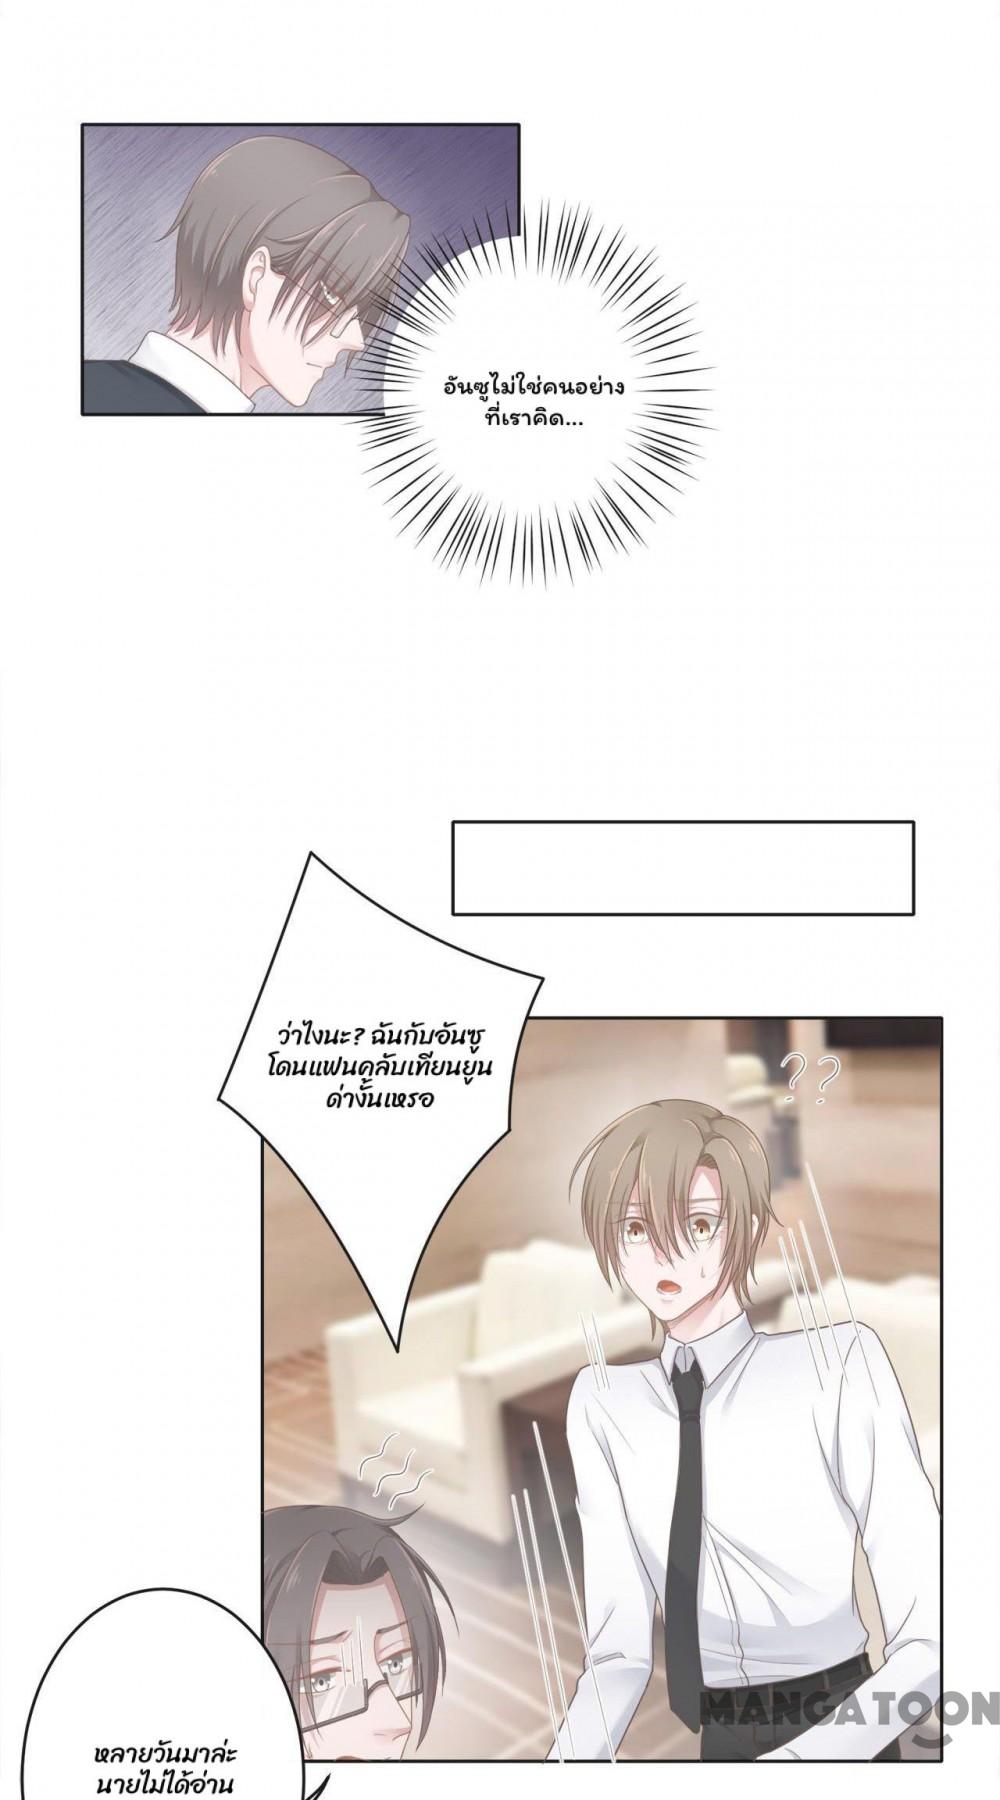 อันซูไม่ใช่คนอย่าง
ที่เราคิด...
ว่าไงนะ? ฉันกับอันซู
โดนแฟนคลับเทียนยูน
ด่างั้นเหรอ
??
MANGATOON
หลายวันมาล่ะ
นายไม่ได้อ่าน